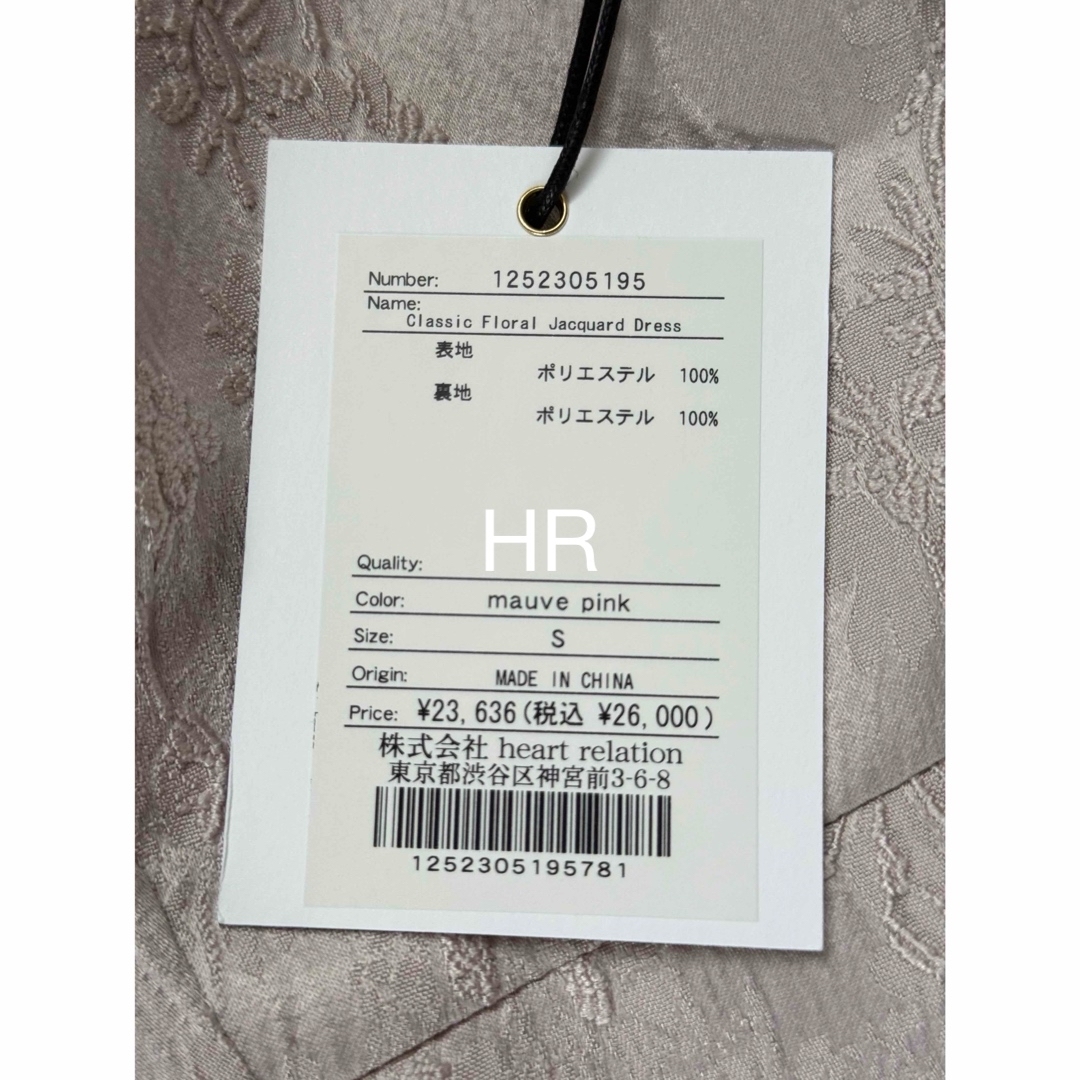 Number: 1252305195
Name:
Classic Floral Jacquard Dress
表地
ポリエステル 100%
裏地
ポリエステル 100%
HR
Quality:
Color: mauve pink
Size: S
Origin: MADE IN CHINA
Price: ¥23,636(税込 ¥26,000)
株式会社 heart relation
東京都渋谷区神宮前3-6-8
1252305195781